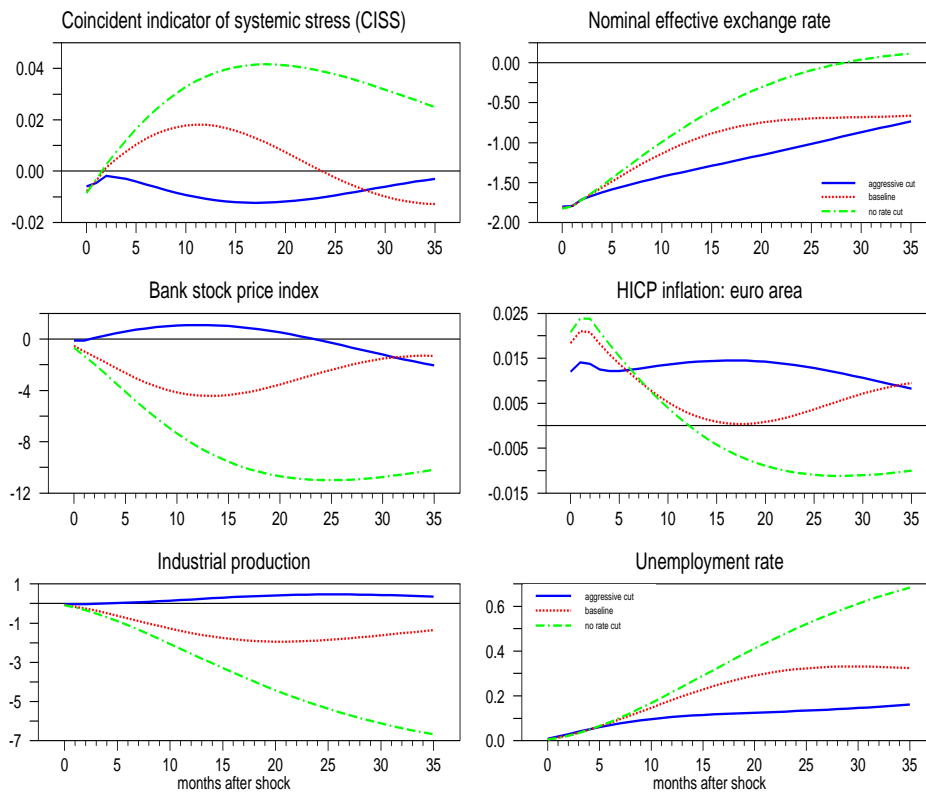 Coincident indicator of systemic stress (CISS)
0.04
0.02
0.00
-0.02
0 5 10 15 20 25 30 35
Nominal effective exchange rate
0.00
-0.50
-1.00
-1.50
-2.00
aggressive cut
baseline
no rate cut
0 5 10 15 20 25 30 35
Bank stock price index
0
-4
-8
-12
0 5 10 15 20 25 30 35
HICP inflation: euro area
0.025
0.015
0.005
-0.005
-0.015
0 5 10 15 20 25 30 35
Industrial production
1
-1
-3
-5
-7
0 5 10 15 20 25 30 35
months after shock
Unemployment rate
aggressive cut
baseline
no rate cut
0.6
0.4
0.2
0.0
0 5 10 15 20 25 30 35
months after shock